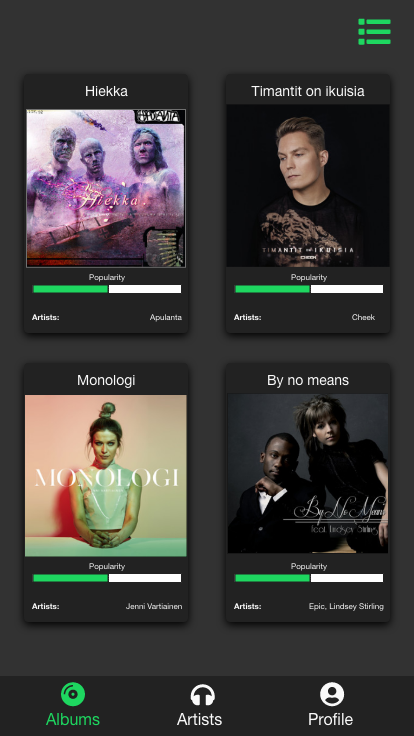 Hiekka
Timantit on ikuisia
Hiekka
TIMANTIT on IKUISIA
CHEEK
Popularity
Popularity
Artists: Apulanta
Artists: Cheek
Monologi
By no means
MONOLOGI
By No Means
feat. Lindsey Stirling
Popularity
Popularity
Artists: Jenni Vartiainen
Artists: Epic, Lindsey Stirling
Albums
Artists
Profile